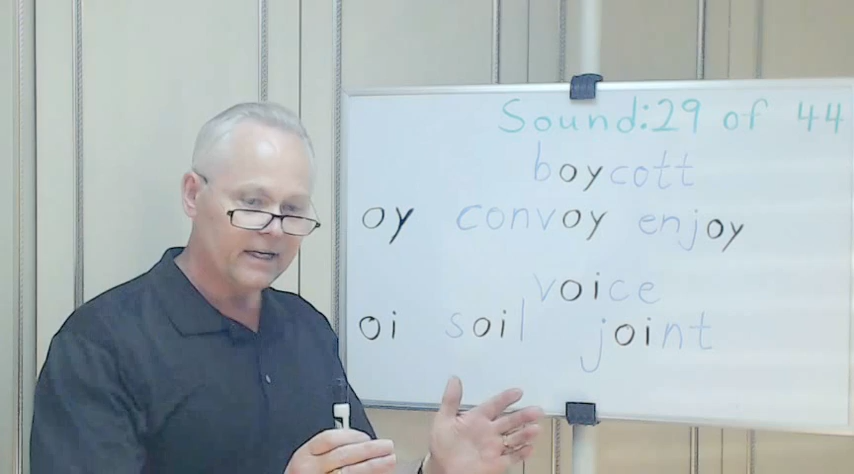 Sound:29 of 44
boycott
oy convoy enjoy
voice
oi soil joint